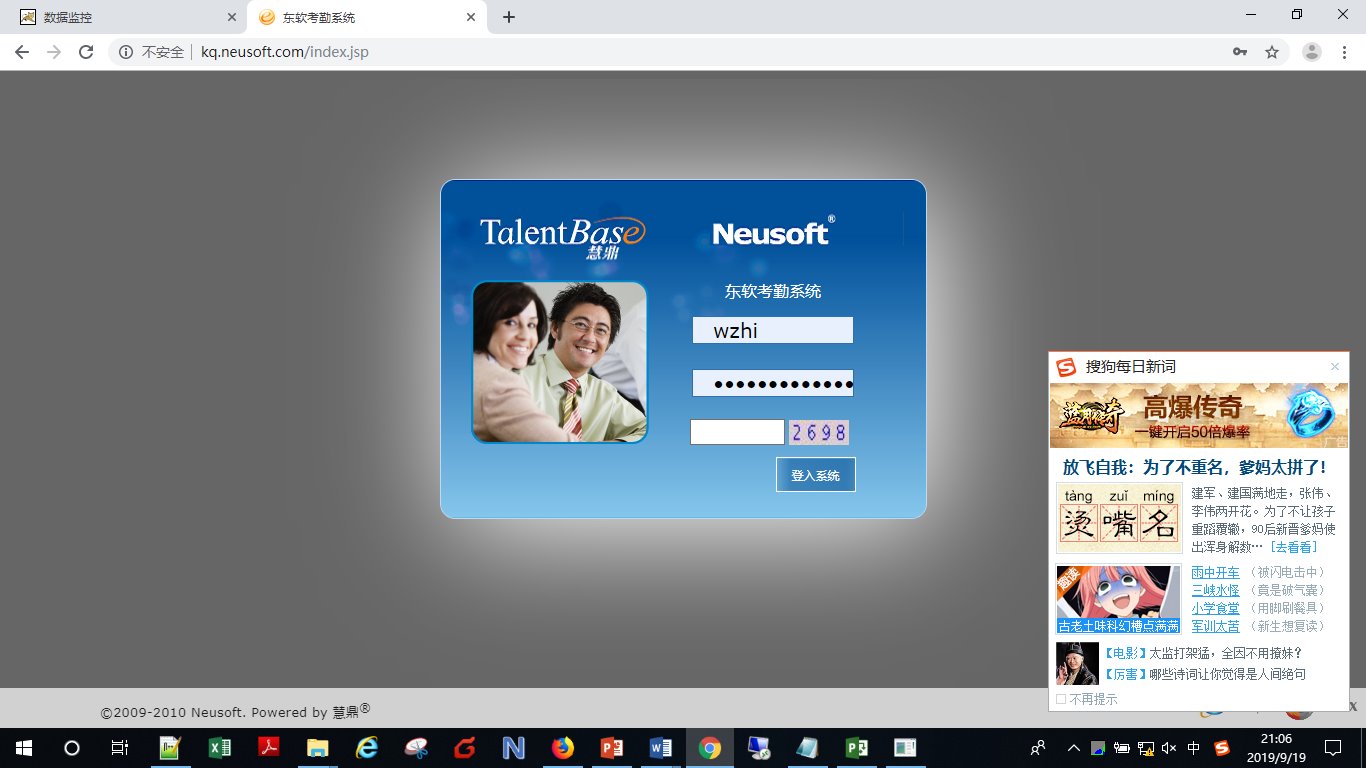 数据监控
东软考勤系统
不安全
kq.neusoft.com/index.jsp
TalentBase
慧鼎
Neusoft®
东软考勤系统
wzhi
2698
登入系统
搜狗每日新词
蓝月传奇
高爆传奇
一键开启50倍爆率
广告
放飞自我：为了不重名，爹妈太拼了！
tàng zuǐ míng
烫嘴名
建军、建国满地走，张伟、
李伟两开花。为了不让孩子
重蹈覆辙，90后新晋爹妈使
出浑身解数… [去看看]
趣读
古老土味科幻槽点满满
雨中开车（被闪电击中）
三峡水怪（竟是破气囊）
小学食堂（用脚刷餐具）
军训太苦（新生想复读）
【电影】太监打架猛，全因不用撩妹？
【厉害】哪些诗词让你觉得是人间绝句
不再提示
©2009-2010 Neusoft. Powered by 慧鼎®
中
21:06
2019/9/19